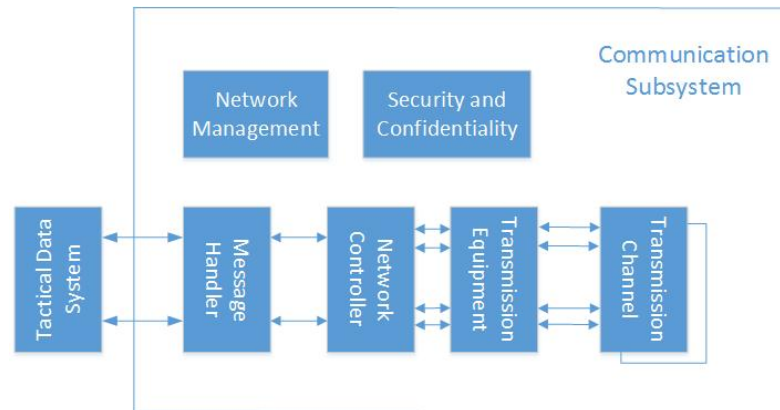 Communication
Subsystem
Network
Management
Security and
Confidentiality
Tactical Data
System
Message
Handler
Network
Controller
Transmission
Equipment
Transmission
Channel